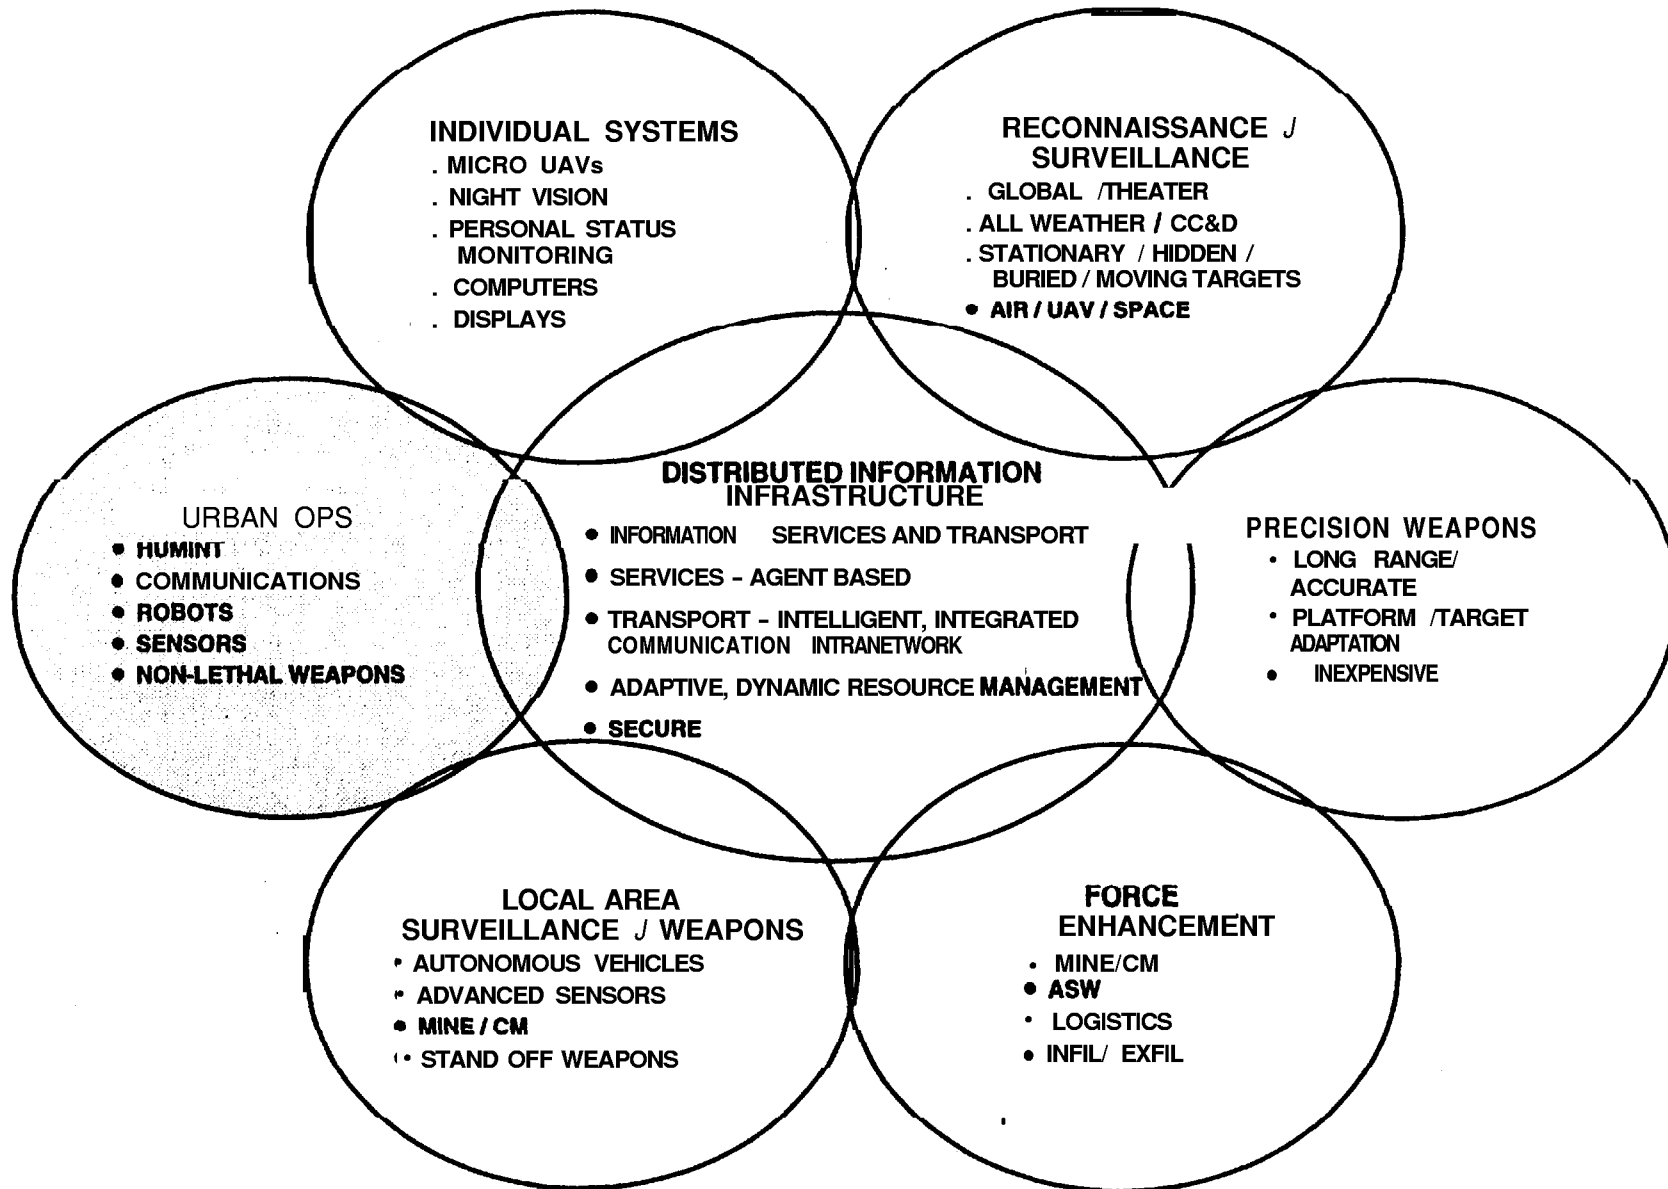 INDIVIDUAL SYSTEMS
. MICRO UAVs
. NIGHT VISION
. PERSONAL STATUS
MONITORING
. COMPUTERS
. DISPLAYS
RECONNAISSANCE J
SURVEILLANCE
. GLOBAL /THEATER
. ALL WEATHER / CC&D
. STATIONARY / HIDDEN /
BURIED / MOVING TARGETS
• AIR / UAV / SPACE
URBAN OPS
• HUMINT
• COMMUNICATIONS
• ROBOTS
• SENSORS
• NON-LETHAL WEAPONS
DISTRIBUTED INFORMATION
INFRASTRUCTURE
• INFORMATION SERVICES AND TRANSPORT
• SERVICES – AGENT BASED
• TRANSPORT – INTELLIGENT, INTEGRATED
COMMUNICATION INTRANETWORK
• ADAPTIVE, DYNAMIC RESOURCE MANAGEMENT
• SECURE
PRECISION WEAPONS
• LONG RANGE/
ACCURATE
• PLATFORM /TARGET
ADAPTATION
• INEXPENSIVE
LOCAL AREA
SURVEILLANCE J WEAPONS
• AUTONOMOUS VEHICLES
• ADVANCED SENSORS
• MINE / CM
• STAND OFF WEAPONS
FORCE
ENHANCEMENT
• MINE/CM
• ASW
• LOGISTICS
• INFIL/ EXFIL